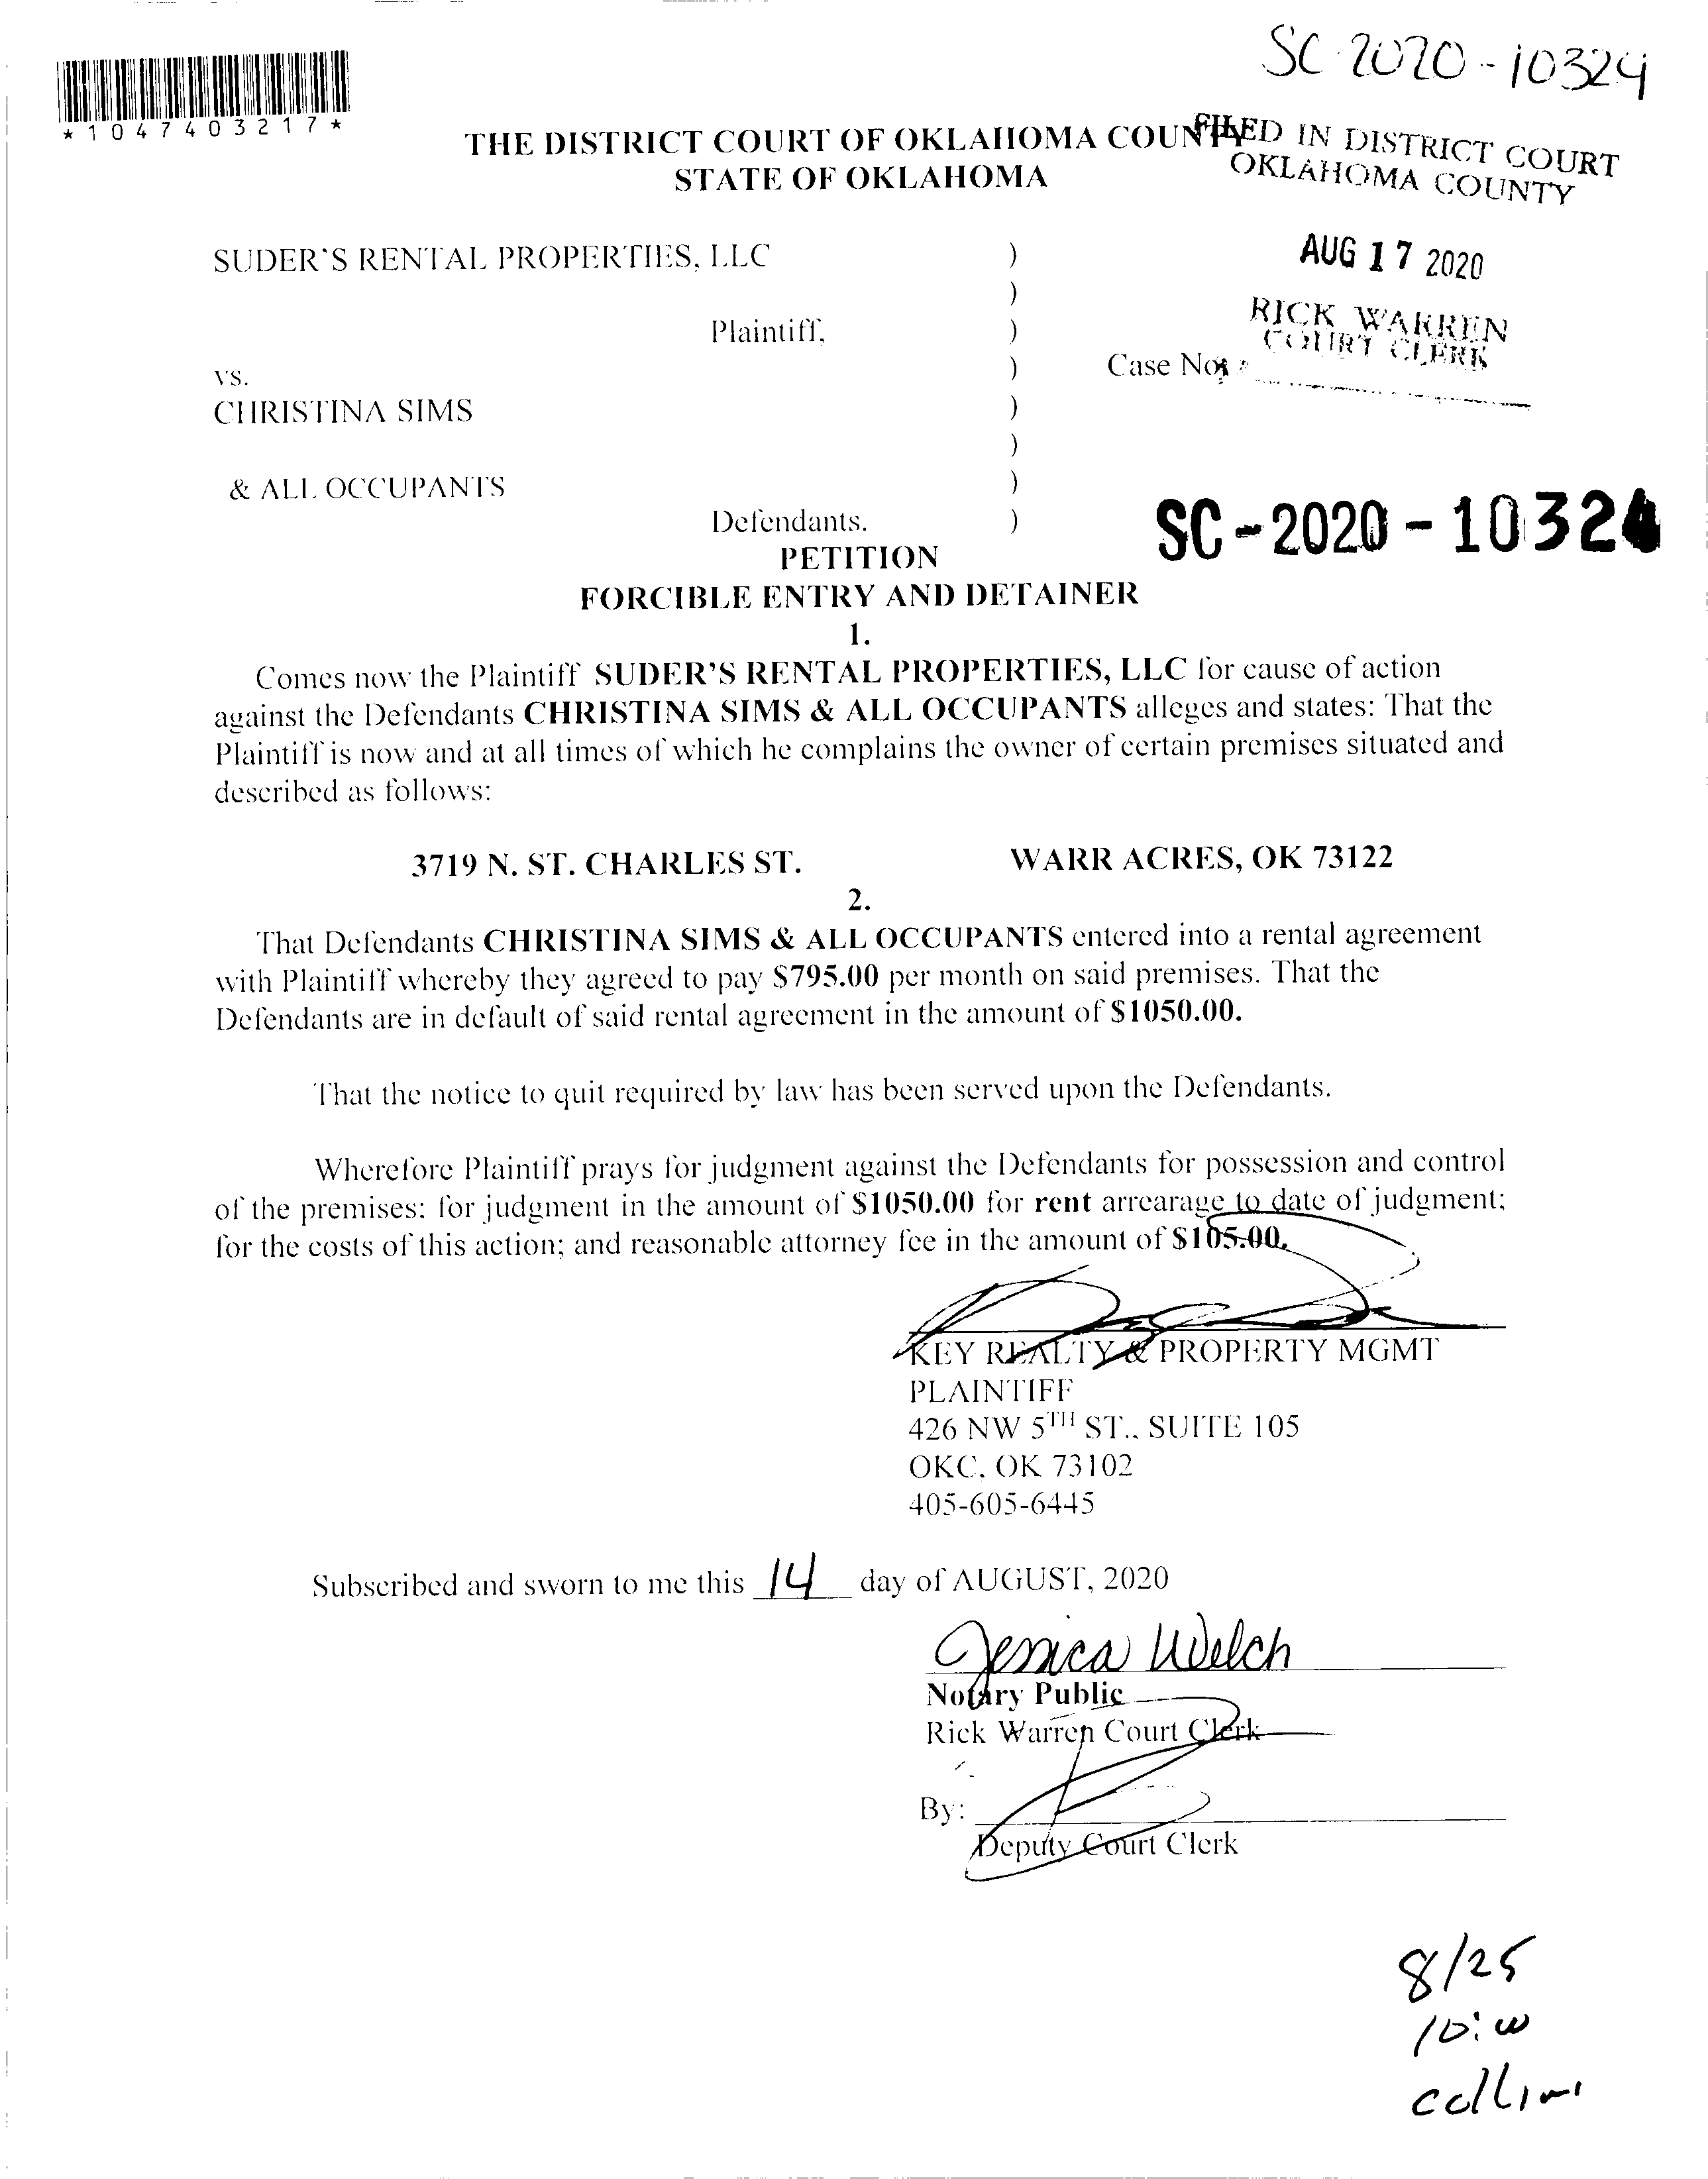 SC 2020-10324
*1047403217*
THE DISTRICT COURT OF OKLAHOMA COUNTY
STATE OF OKLAHOMA
FILED IN DISTRICT COURT
OKLAHOMA COUNTY
AUG 17 2020
RICK WARREN
COURT CLERK
SUDER'S RENTAL PROPERTIES, LLC )
)
Plaintiff, )
vs. ) Case No.
CHRISTINA SIMS )
)
& ALL OCCUPANTS )
Defendants. )
SC-2020-10324
PETITION
FORCIBLE ENTRY AND DETAINER
1.
Comes now the Plaintiff SUDER'S RENTAL PROPERTIES, LLC for cause of action
against the Defendants CHRISTINA SIMS & ALL OCCUPANTS alleges and states: That the
Plaintiff is now and at all times of which he complains the owner of certain premises situated and
described as follows:
3719 N. ST. CHARLES ST. WARR ACRES, OK 73122
2.
That Defendants CHRISTINA SIMS & ALL OCCUPANTS entered into a rental agreement
with Plaintiff whereby they agreed to pay $795.00 per month on said premises. That the
Defendants are in default of said rental agreement in the amount of $1050.00.
That the notice to quit required by law has been served upon the Defendants.
Wherefore Plaintiff prays for judgment against the Defendants for possession and control
of the premises; for judgment in the amount of $1050.00 for rent arrearage to date of judgment;
for the costs of this action; and reasonable attorney fee in the amount of $105.00.
KEY REALTY & PROPERTY MGMT
PLAINTIFF
426 NW 5TH ST., SUITE 105
OKC, OK 73102
405-605-6445
Subscribed and sworn to me this 14 day of AUGUST, 2020
Jessica Welch
Notary Public
Rick Warren Court Clerk
By:
Deputy Court Clerk
8/25